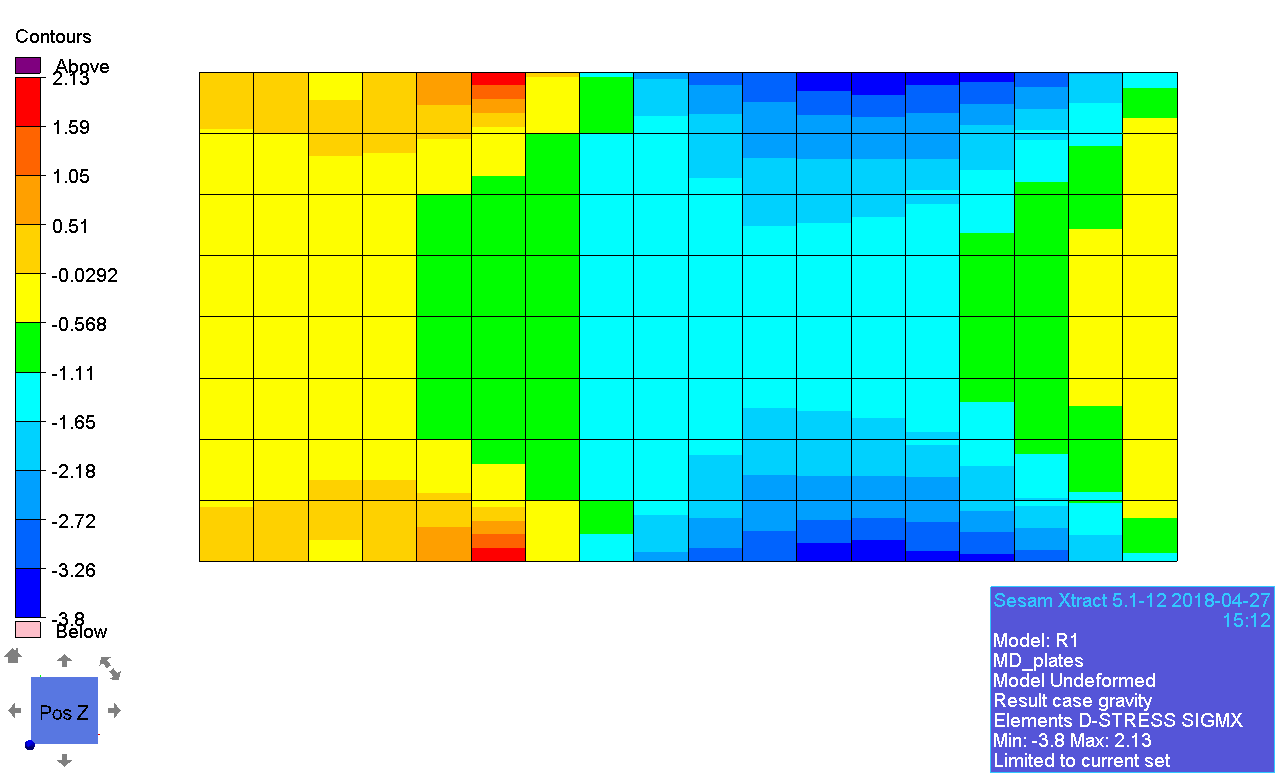 Contours
Above
2.13
1.59
1.05
0.51
-0.0292
-0.568
-1.11
-1.65
-2.18
-2.72
-3.26
-3.8
Below
Pos Z
Sesam Xtract 5.1-12 2018-04-27
15:12
Model: R1
MD_plates
Model Undeformed
Result case gravity
Elements D-STRESS SIGMX
Min: -3.8 Max: 2.13
Limited to current set